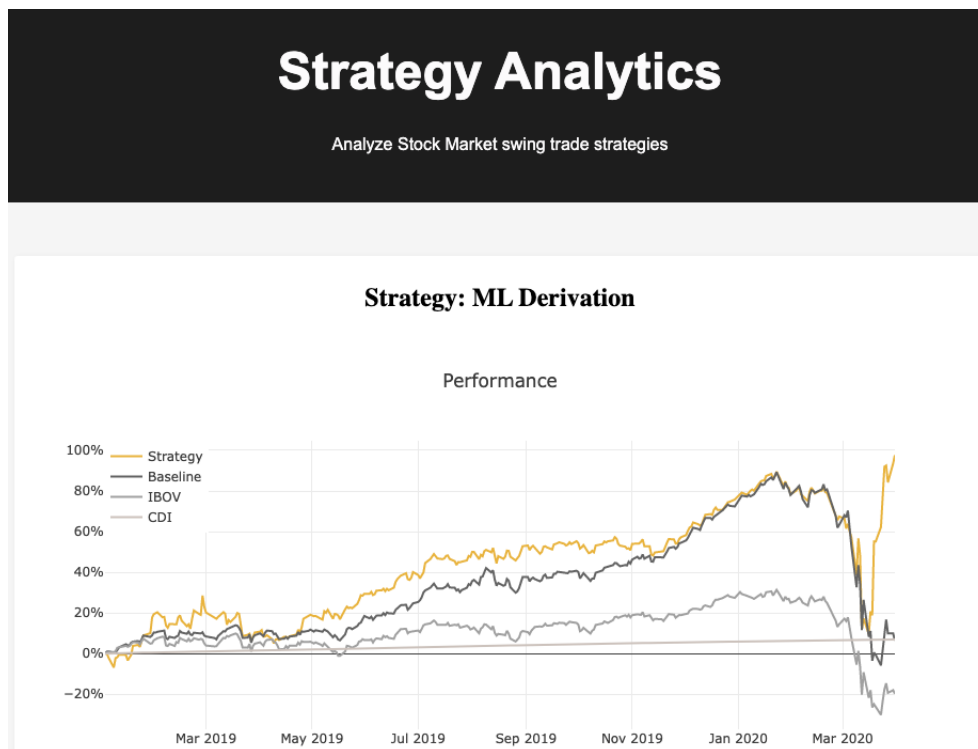 Strategy Analytics
Analyze Stock Market swing trade strategies
Strategy: ML Derivation
Performance
100%
80%
60%
40%
20%
0%
−20%
Strategy
Baseline
IBOV
CDI
Mar 2019 May 2019 Jul 2019 Sep 2019 Nov 2019 Jan 2020 Mar 2020